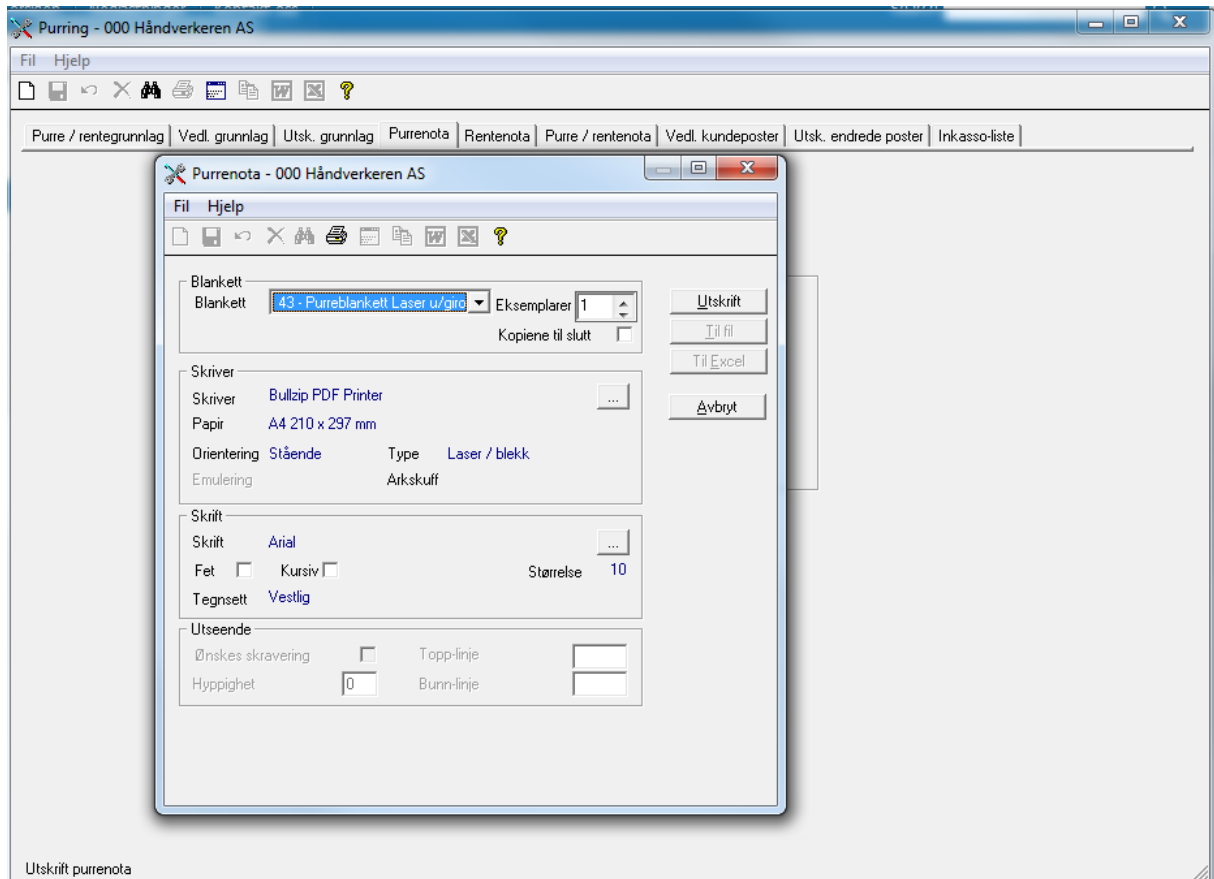 Purring - 000 Håndverkeren AS
Fil Hjelp
Purre / rentegrunnlag Vedl. grunnlag Utsk. grunnlag Purrenota Rentenota Purre / rentenota Vedl. kundeposter Utsk. endrede poster Inkasso-liste
Purrenota - 000 Håndverkeren AS
Fil Hjelp
Blankett
Blankett 43 - Purreblankett Laser u/giro Eksemplarer 1 Utskrift
Kopiene til slutt Til fil
Til Excel
Skriver
Skriver Bullzip PDF Printer ...
Avbryt
Papir A4 210 x 297 mm
Orientering Stående Type Laser / blekk
Emulering Arkskuff
Skrift
Skrift Arial ...
Fet Kursiv Størrelse 10
Tegnsett Vestlig
Utseende
Ønskes skravering Topp-linje
Hyppighet 0 Bunn-linje
Utskrift purrenota